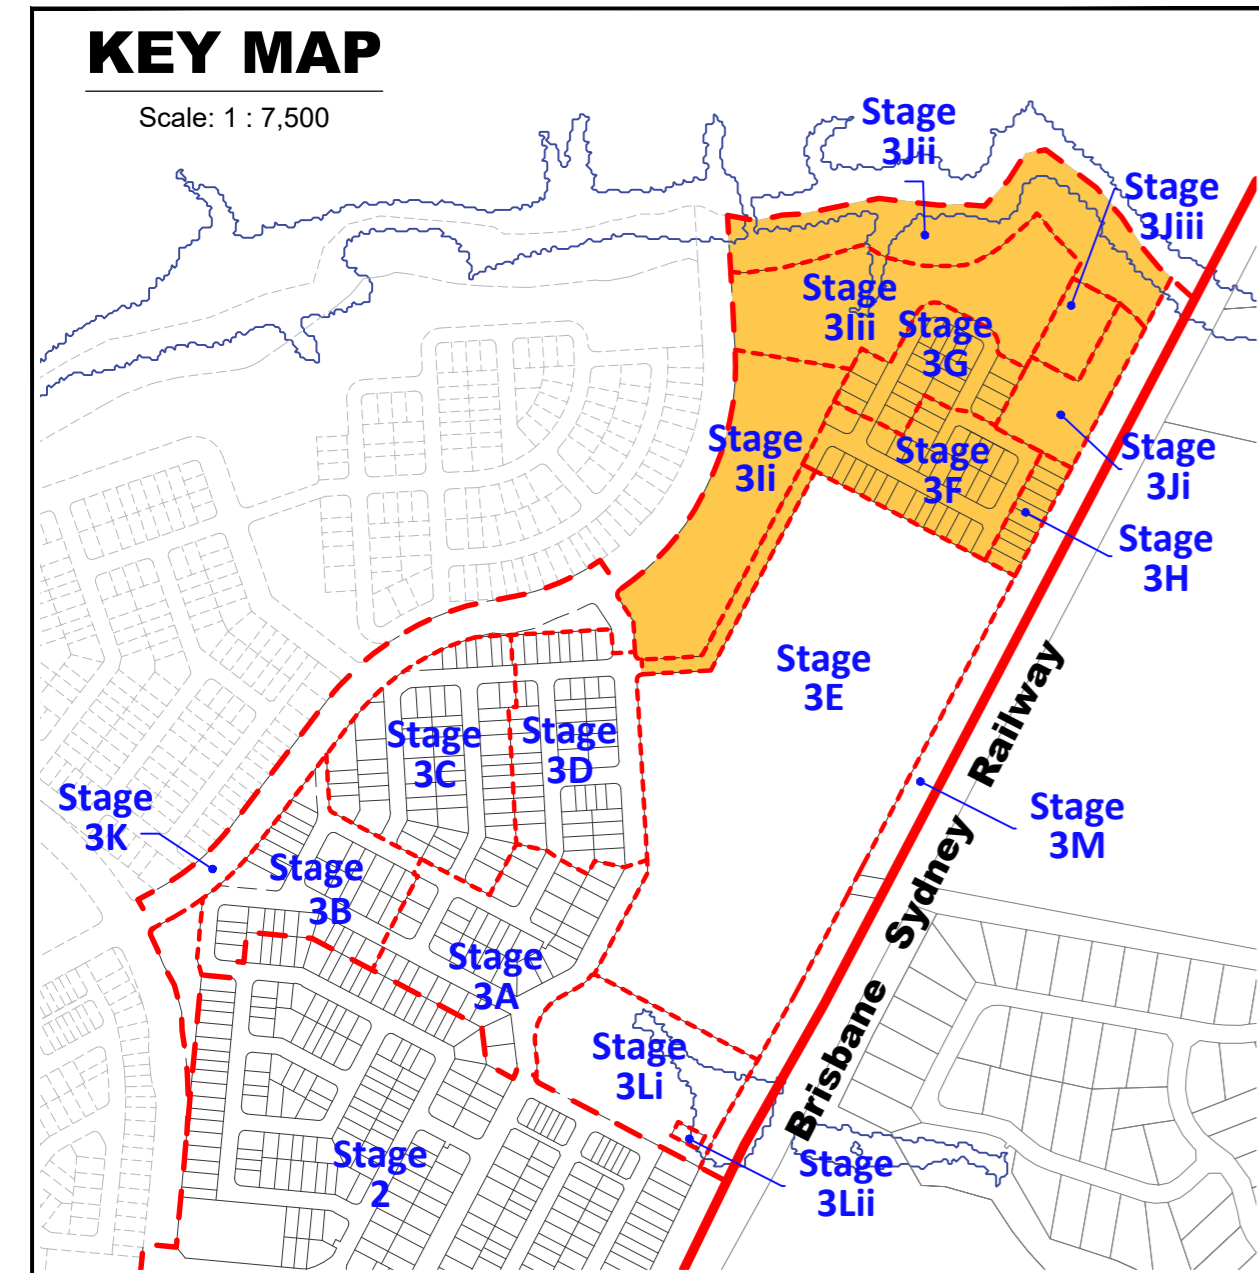 KEY MAP
Scale: 1 : 7,500
Stage
3Jii
Stage
3Jiii
Stage
3Iii
Stage
3G
Stage
3Ii
Stage
3F
Stage
3Ji
Stage
3H
Stage
3E
Stage
3C
Stage
3D
Stage
3K
Stage
3M
Stage
3B
Stage
3A
Stage
3Li
Stage
3Lii
Stage
2
Brisbane Sydney Railway